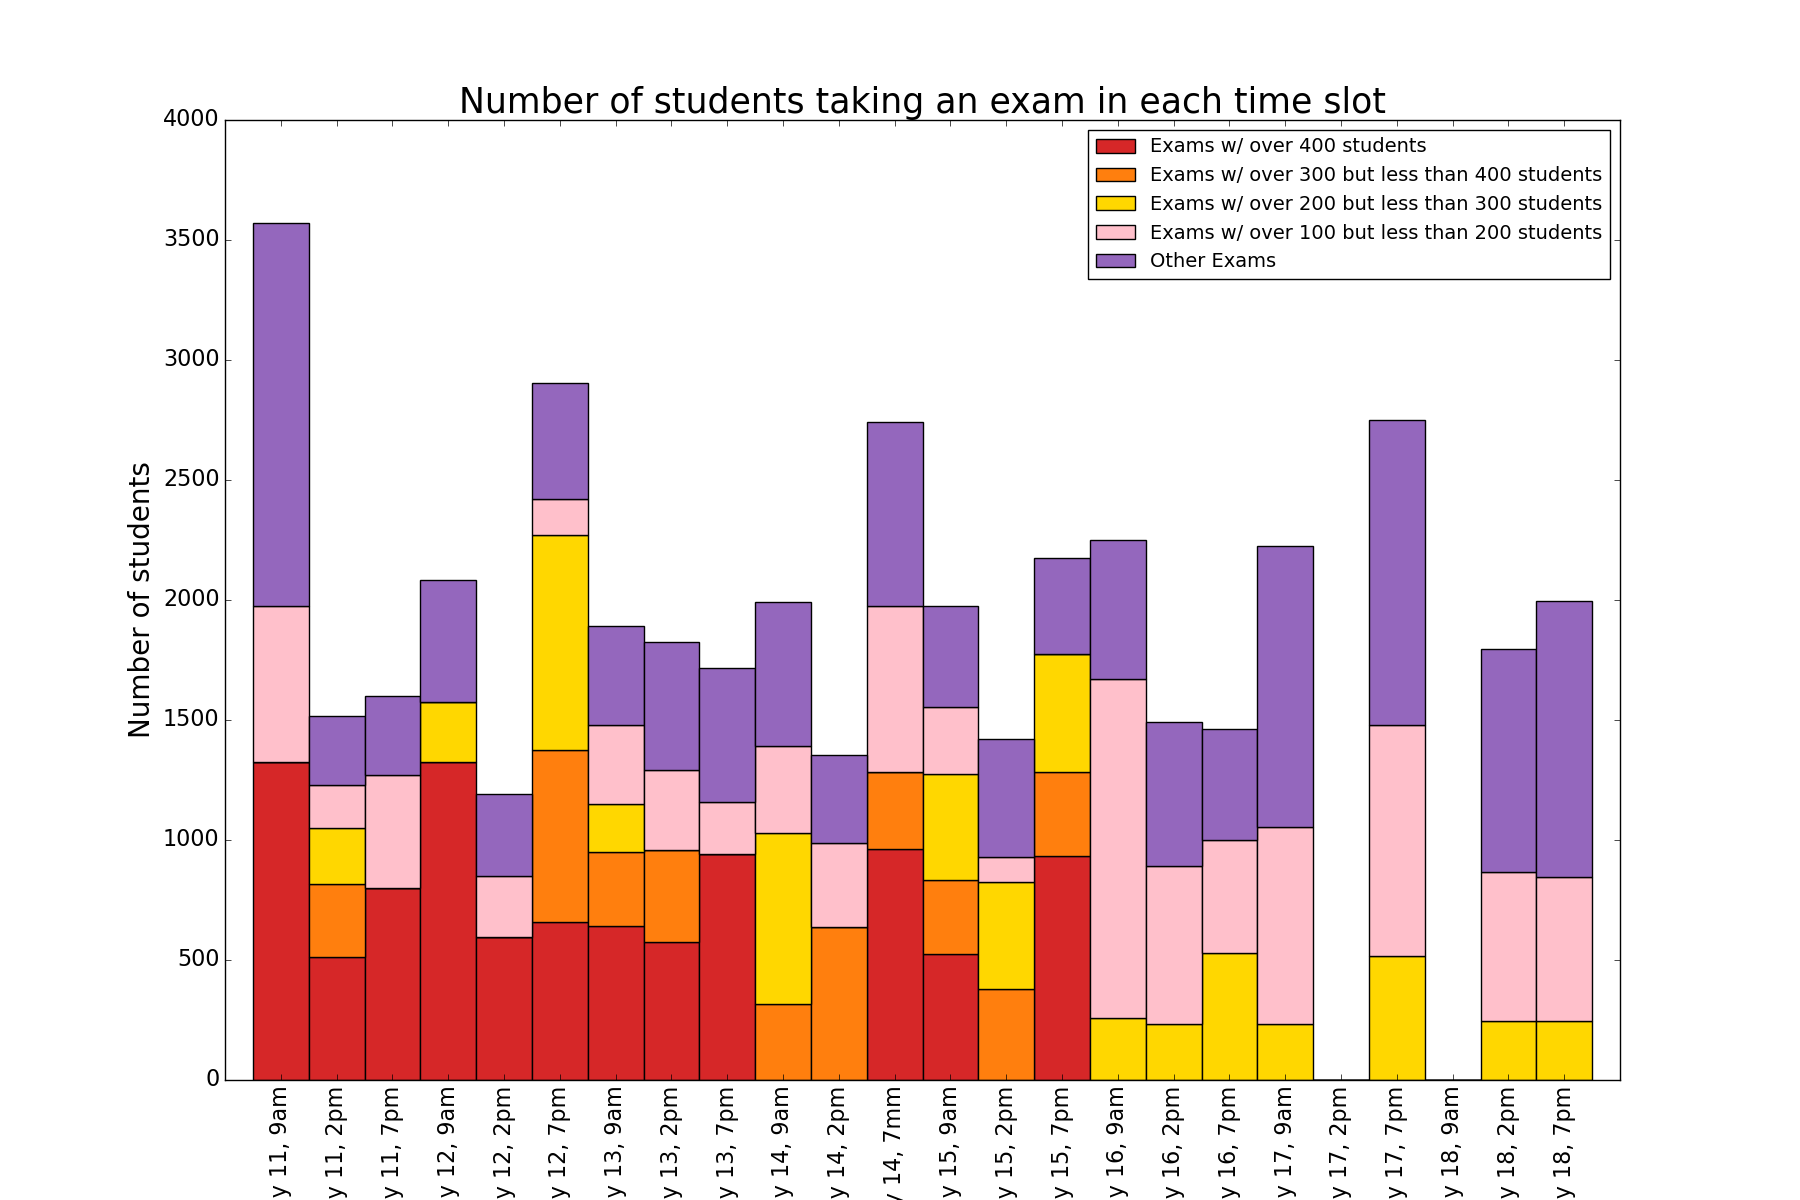 Number of students taking an exam in each time slot
Number of students
4000
3500
3000
2500
2000
1500
1000
500
0
Exams w/ over 400 students
Exams w/ over 300 but less than 400 students
Exams w/ over 200 but less than 300 students
Exams w/ over 100 but less than 200 students
Other Exams
y 11, 9am
y 11, 2pm
y 11, 7pm
y 12, 9am
y 12, 2pm
y 12, 7pm
y 13, 9am
y 13, 2pm
y 13, 7pm
y 14, 9am
y 14, 2pm
y 14, 7mm
y 15, 9am
y 15, 2pm
y 15, 7pm
y 16, 9am
y 16, 2pm
y 16, 7pm
y 17, 9am
y 17, 2pm
y 17, 7pm
y 18, 9am
y 18, 2pm
y 18, 7pm